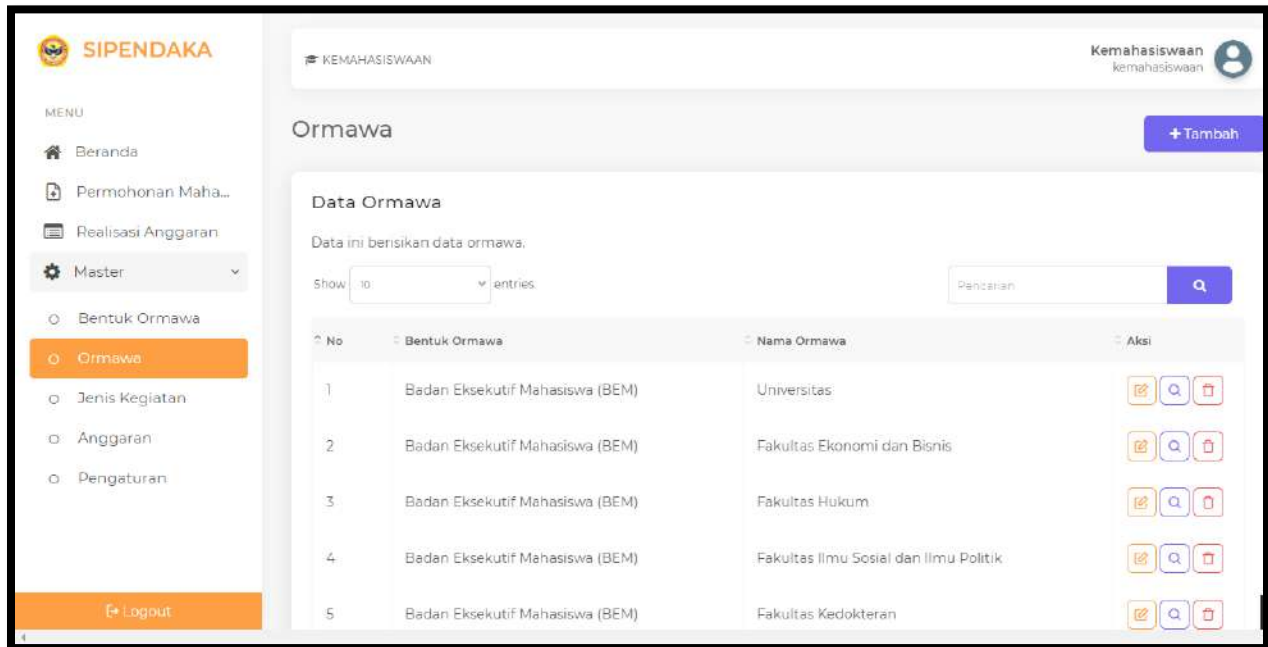 SIPENDAKA
MENU
Beranda
Permohonan Maha...
Realisasi Anggaran
Master
Bentuk Ormawa
Ormawa
Jenis Kegiatan
Anggaran
Pengaturan
Logout
KEMAHASISWAAN
Kemahasiswaan
kemahasiswaan
Ormawa
+ Tambah
Data Ormawa
Data ini berisikan data ormawa.
Show 10 entries
Pencarian
No Bentuk Ormawa Nama Ormawa Aksi
1 Badan Eksekutif Mahasiswa (BEM) Universitas
2 Badan Eksekutif Mahasiswa (BEM) Fakultas Ekonomi dan Bisnis
3 Badan Eksekutif Mahasiswa (BEM) Fakultas Hukum
4 Badan Eksekutif Mahasiswa (BEM) Fakultas Ilmu Sosial dan Ilmu Politik
5 Badan Eksekutif Mahasiswa (BEM) Fakultas Kedokteran